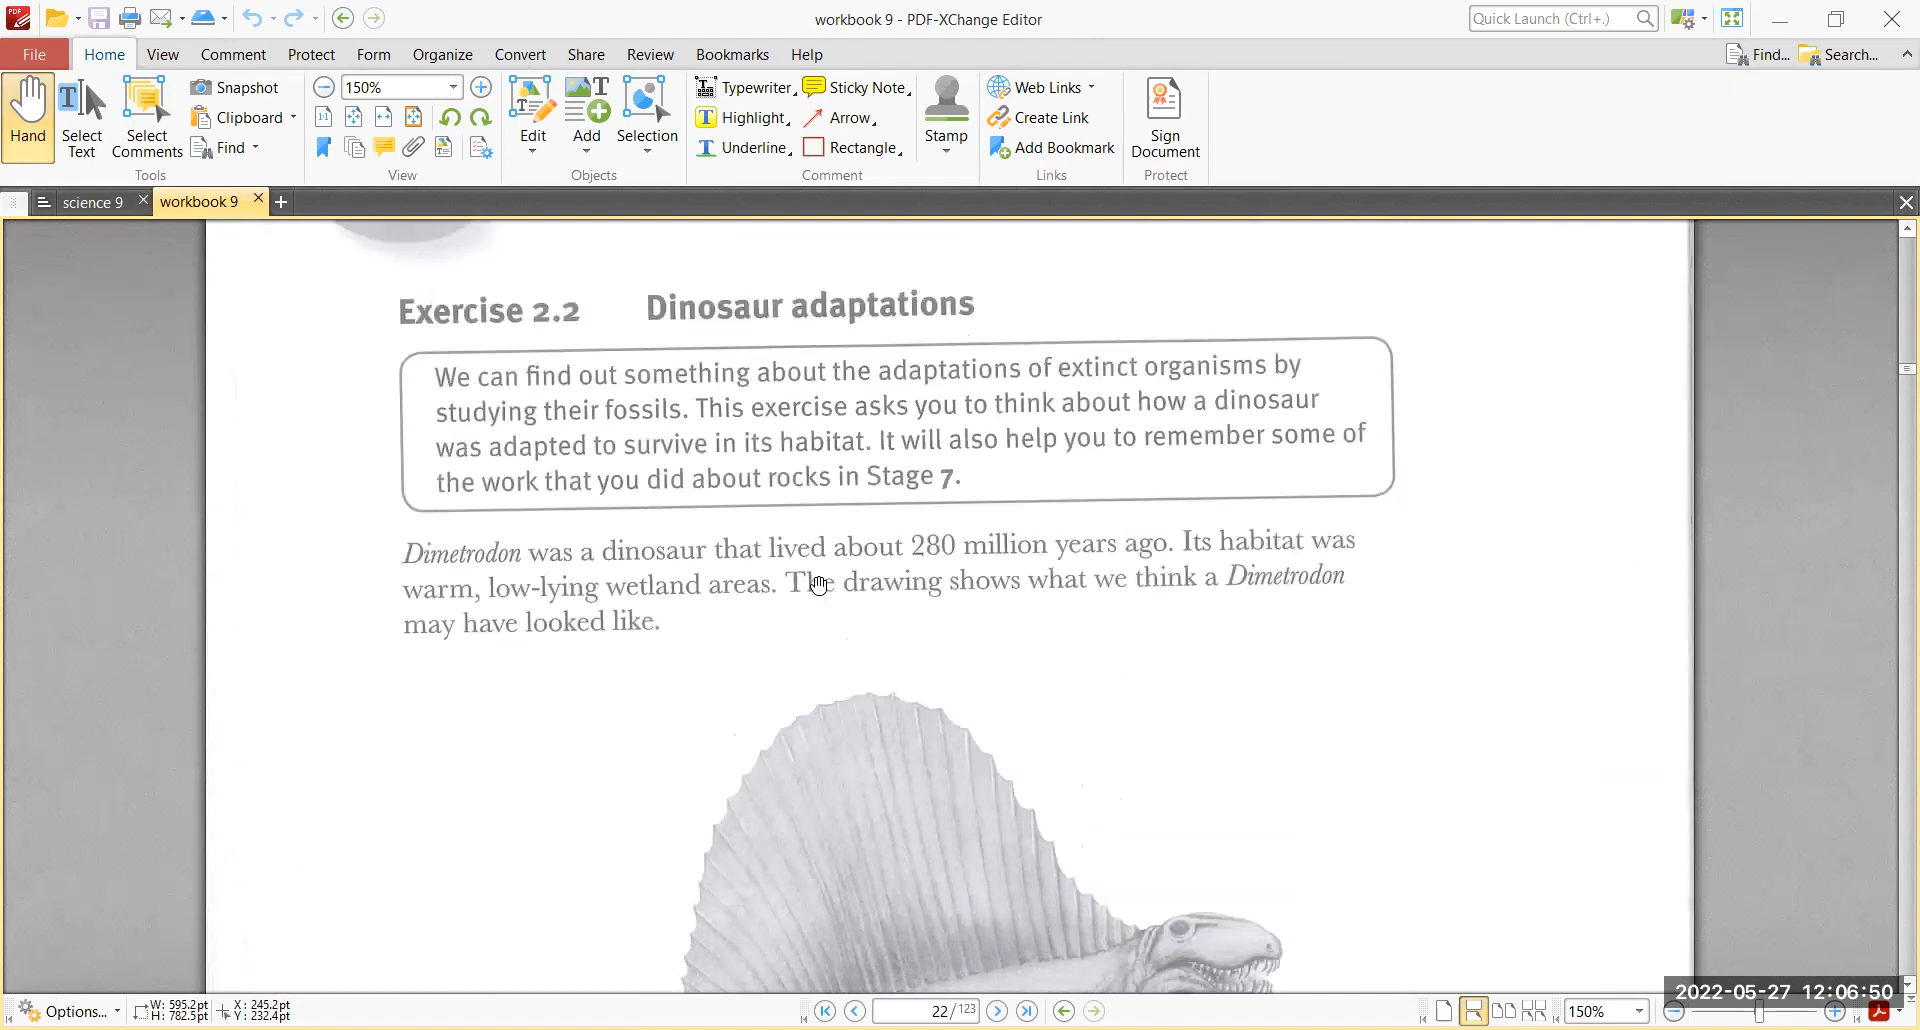 PDF
workbook 9 - PDF-XChange Editor
Quick Launch (Ctrl+.)
File Home View Comment Protect Form Organize Convert Share Review Bookmarks Help
Find... Search...
Hand
Select Text
Select Comments
Snapshot
Clipboard
Find
Tools
150%
View
Edit
Add
Selection
Objects
Typewriter Sticky Note
Highlight Arrow
Underline Rectangle
Stamp
Comment
Web Links
Create Link
Add Bookmark
Links
Sign Document
Protect
science 9 workbook 9
Exercise 2.2 Dinosaur adaptations
We can find out something about the adaptations of extinct organisms by
studying their fossils. This exercise asks you to think about how a dinosaur
was adapted to survive in its habitat. It will also help you to remember some of
the work that you did about rocks in Stage 7.
Dimetrodon was a dinosaur that lived about 280 million years ago. Its habitat was
warm, low-lying wetland areas. The drawing shows what we think a Dimetrodon
may have looked like.
2022-05-27 12:06:50
Options...
W: 595.2pt
H: 782.5pt
X: 245.2pt
Y: 232.4pt
22/123
150%